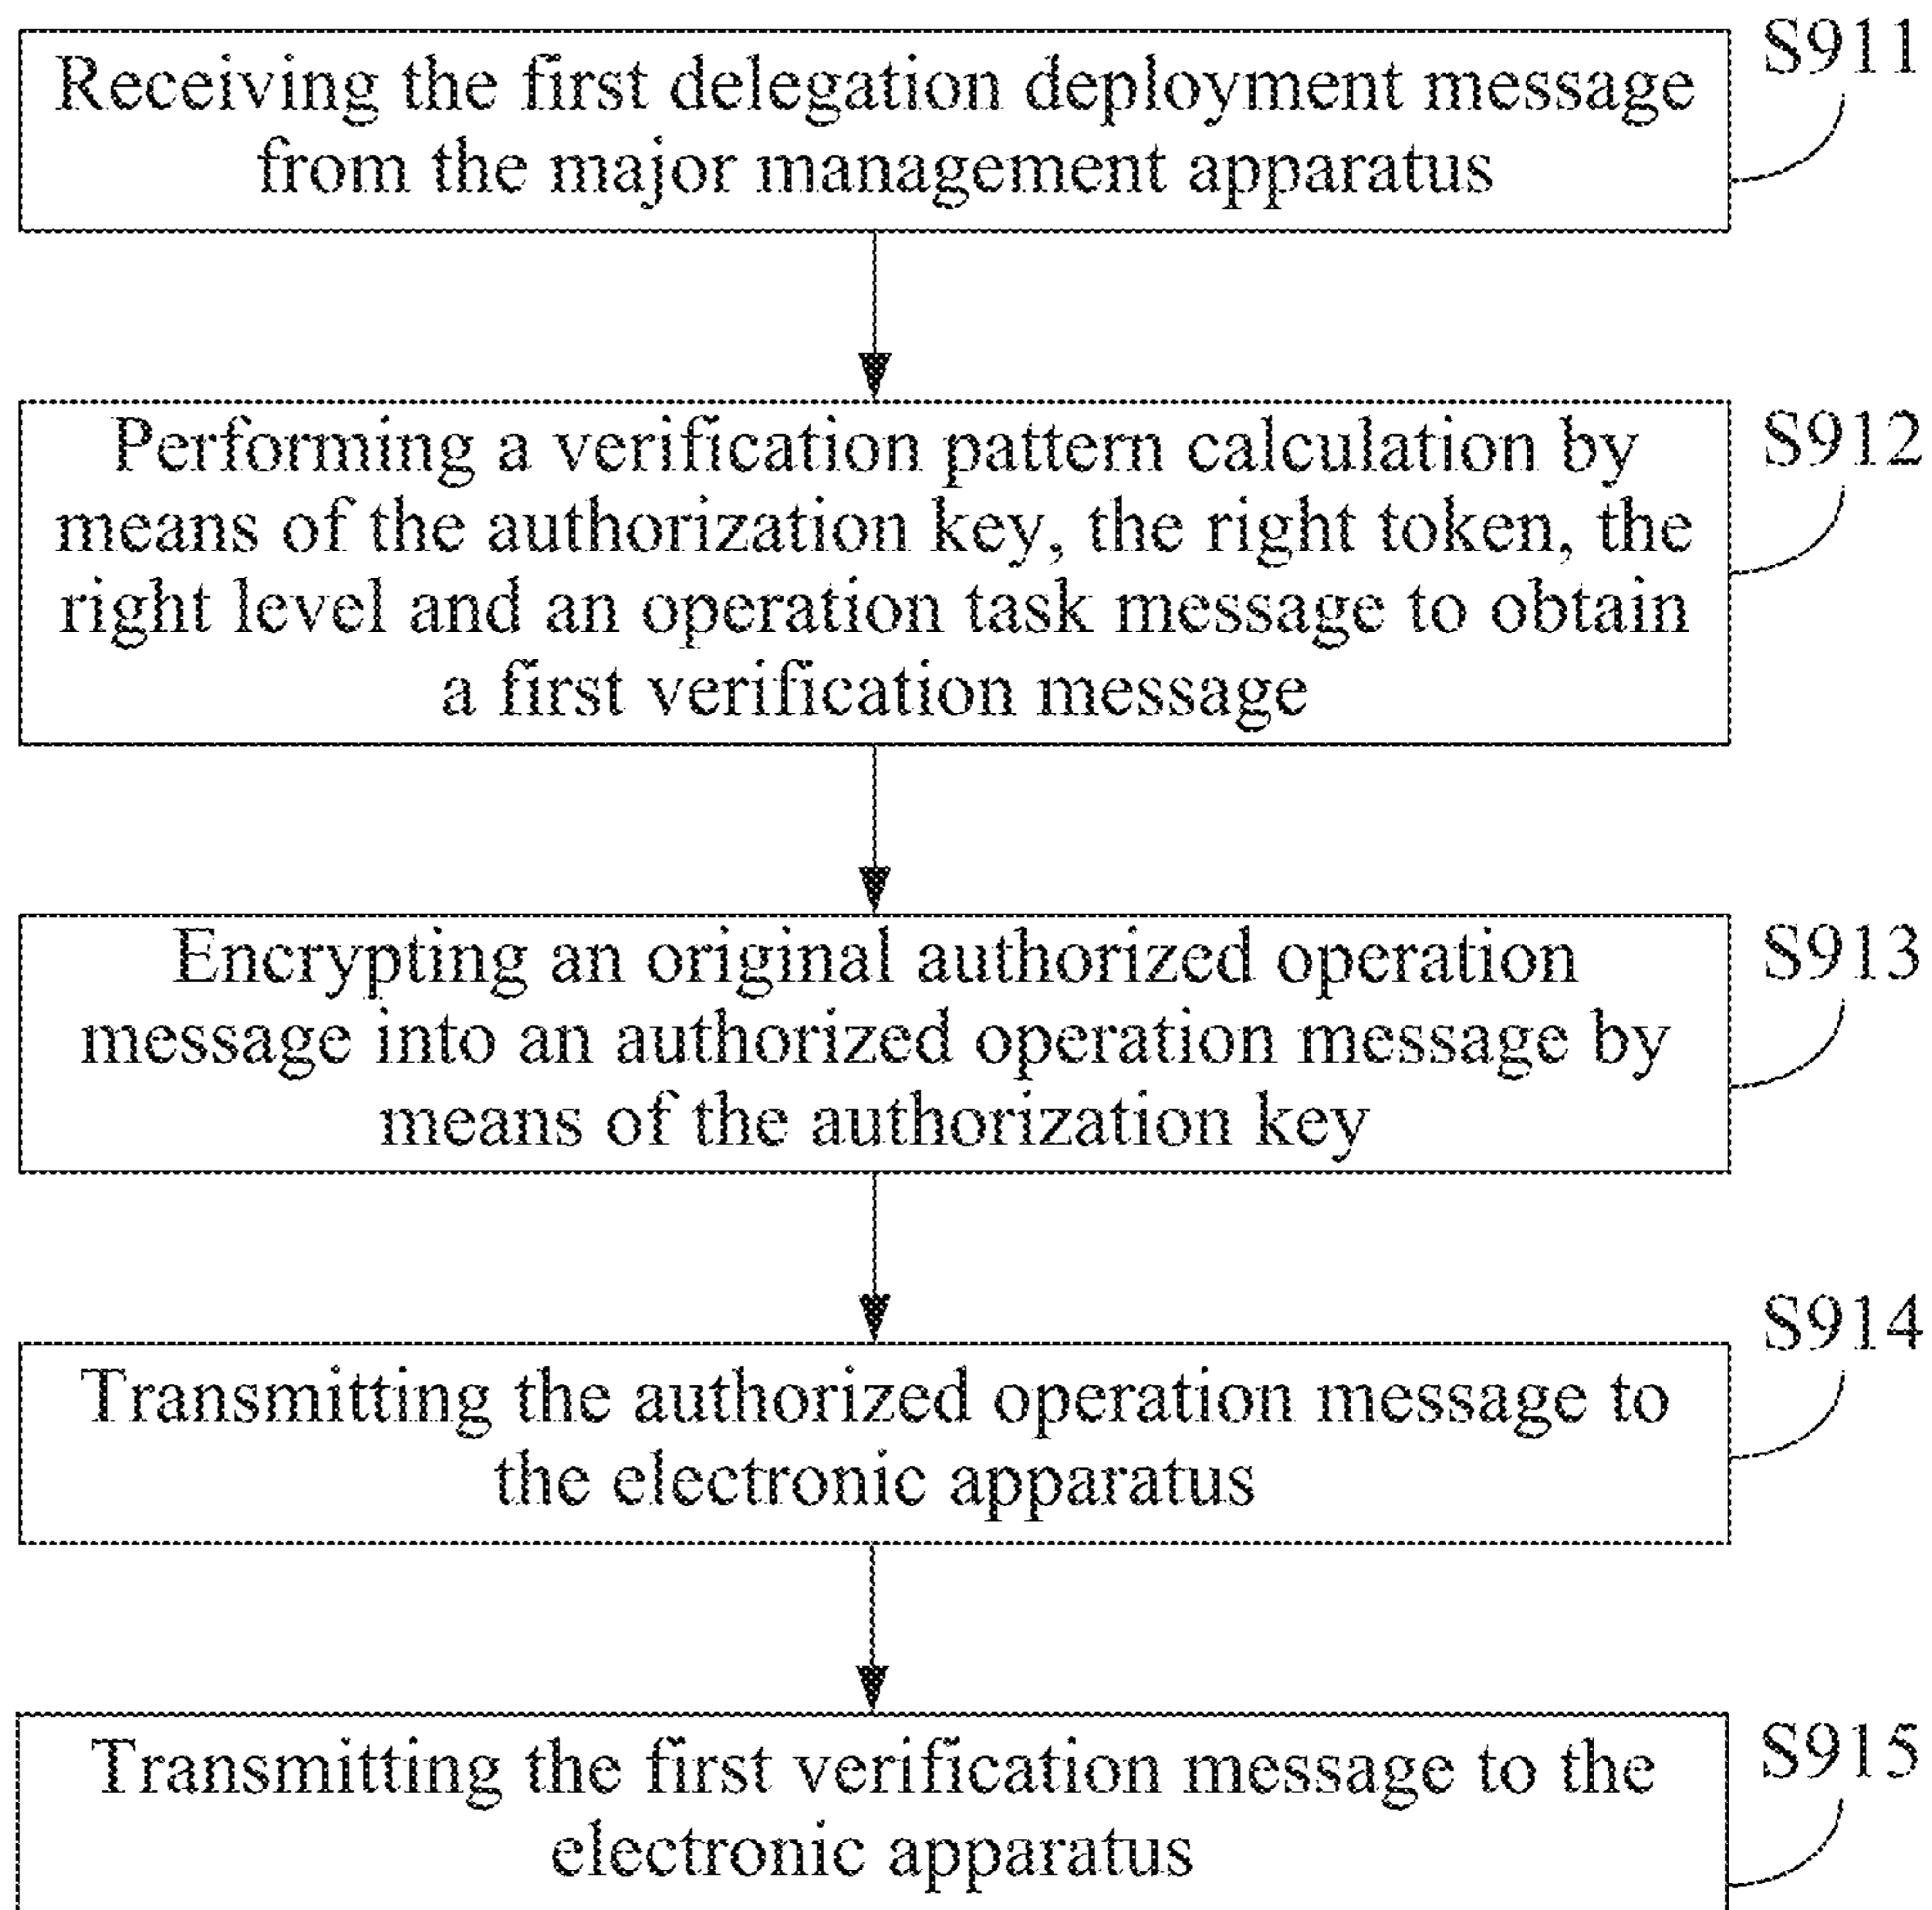 S911
Receiving the first delegation deployment message
from the major management apparatus
S912
Performing a verification pattern calculation by
means of the authorization key, the right token, the
right level and an operation task message to obtain
a first verification message
S913
Encrypting an original authorized operation
message into an authorized operation message by
means of the authorization key
S914
Transmitting the authorized operation message to
the electronic apparatus
S915
Transmitting the first verification message to the
electronic apparatus